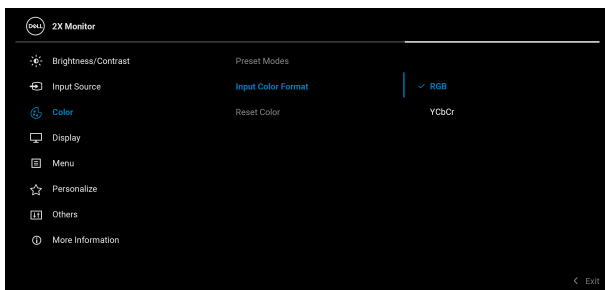 DELL 2X Monitor
Brightness/Contrast Preset Modes
Input Source Input Color Format RGB
Color Reset Color YCbCr
Display
Menu
Personalize
Others
More Information
Exit